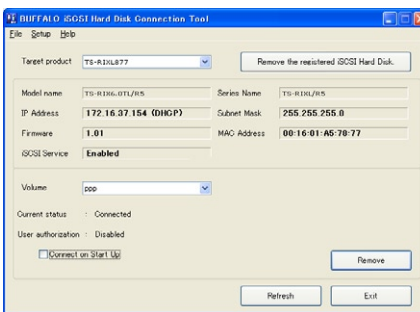 BUFFALO iSCSI Hard Disk Connection Tool
File Setup Help
Target product TS-RIXL877 Remove the registered iSCSI Hard Disk.
Model name TS-RIX6.0TL/R5 Series Name TS-RIXL/R5
IP Address 172.16.37.154 (DHCP) Subnet Mask 255.255.255.0
Firmware 1.01 MAC Address 00:16:01:A5:78:77
iSCSI Service Enabled
Volume ppp
Current status : Connected
User authorization : Disabled
Connect on Start Up
Remove
Refresh Exit